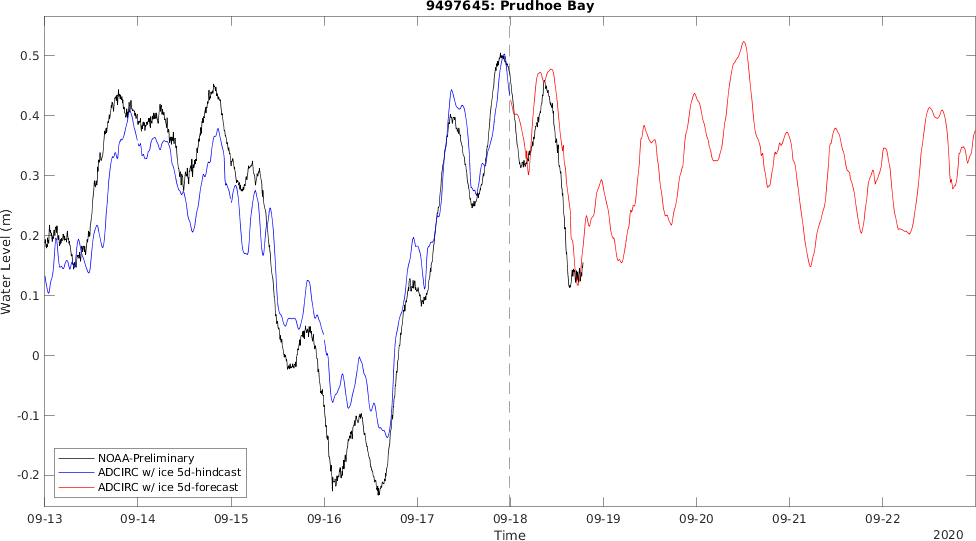 9497645: Prudhoe Bay
0.5
0.4
0.3
0.2
0.1
0
-0.1
-0.2
Water Level (m)
NOAA-Preliminary
ADCIRC w/ ice 5d-hindcast
ADCIRC w/ ice 5d-forecast
09-13 09-14 09-15 09-16 09-17 09-18 09-19 09-20 09-21 09-22
Time
2020